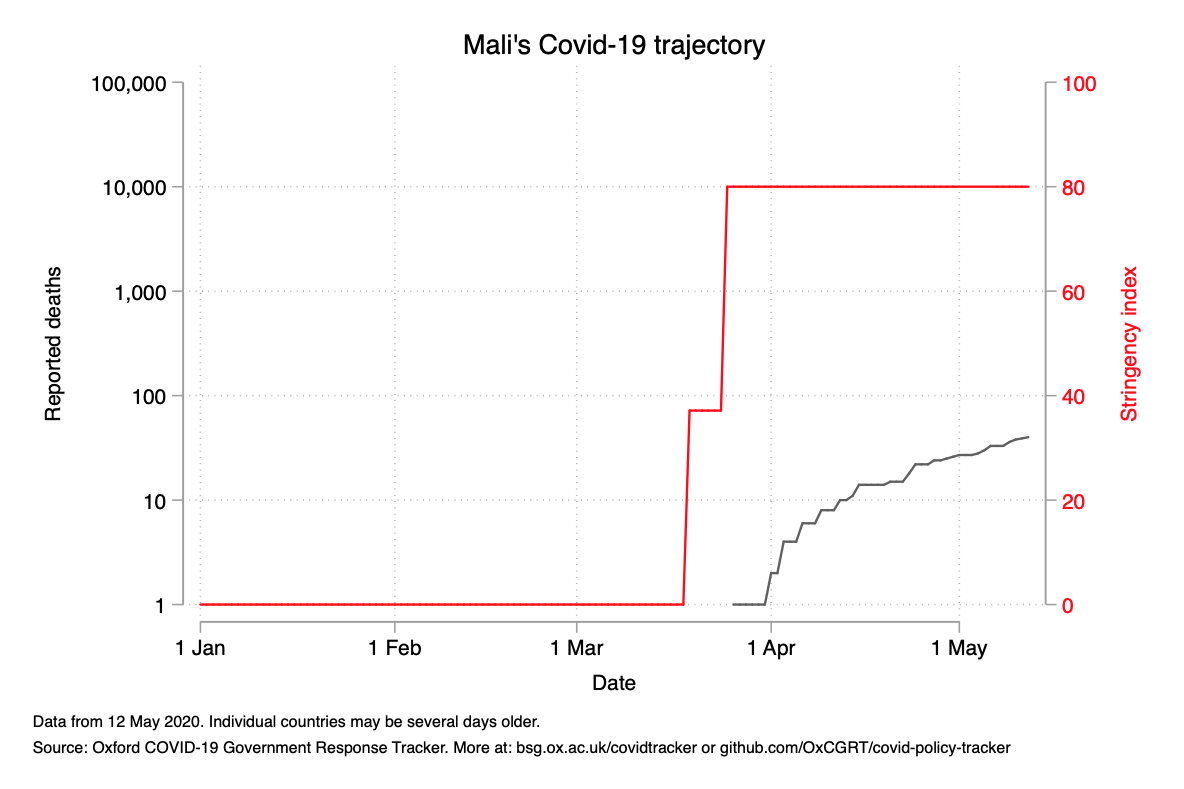 Mali's Covid-19 trajectory
100,000
10,000
1,000
100
10
1
Reported deaths
100
80
60
40
20
0
Stringency index
1 Jan
1 Feb
1 Mar
1 Apr
1 May
Date
Data from 12 May 2020. Individual countries may be several days older.
Source: Oxford COVID-19 Government Response Tracker. More at: bsg.ox.ac.uk/covidtracker or github.com/OxCGRT/covid-policy-tracker